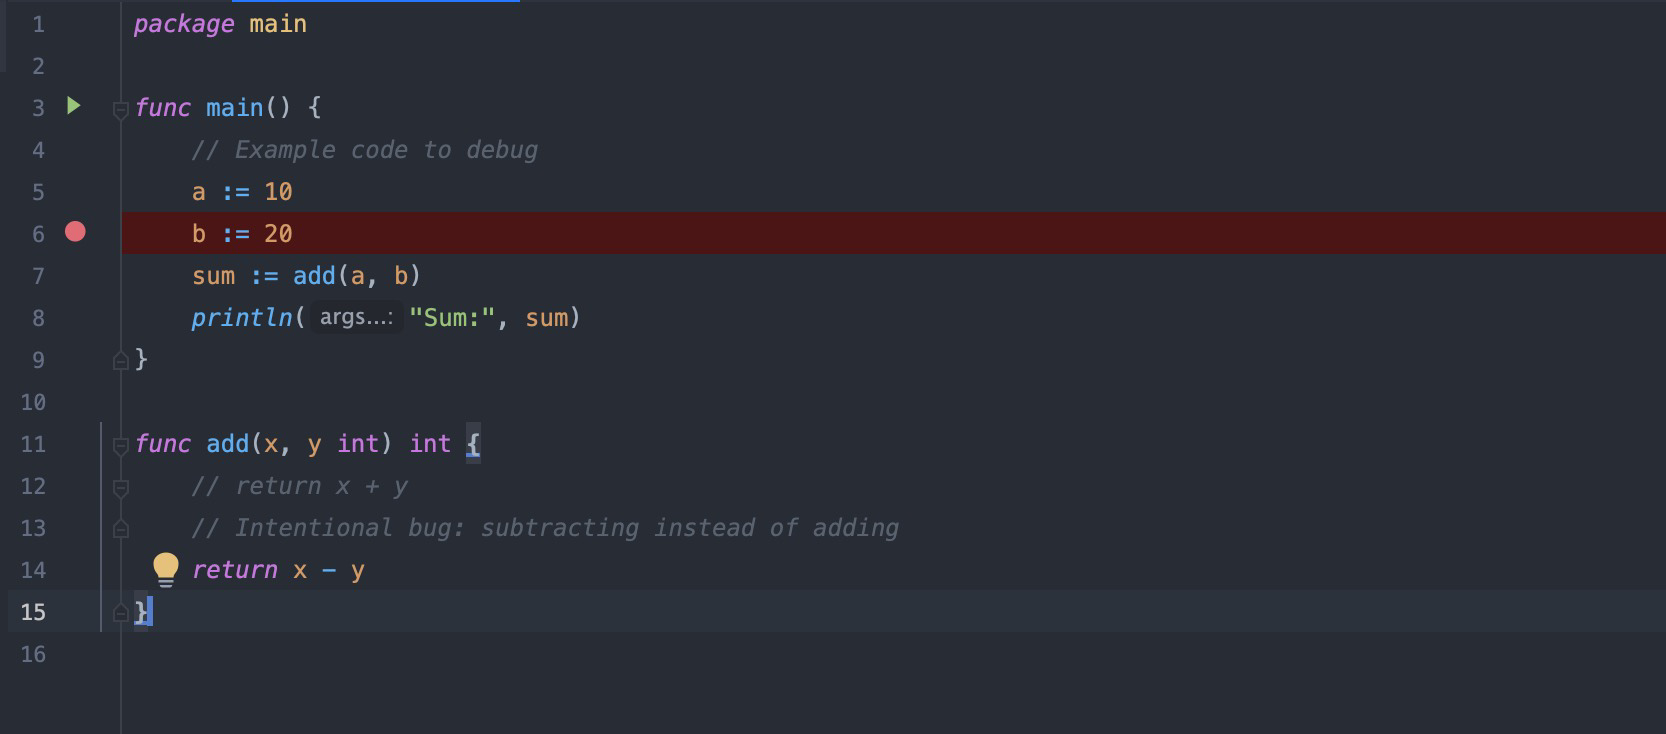 1 package main
2
3 func main() {
4 // Example code to debug
5 a := 10
6 b := 20
7 sum := add(a, b)
8 println( args...: "Sum:", sum)
9 }
10
11 func add(x, y int) int {
12 // return x + y
13 // Intentional bug: subtracting instead of adding
14 return x - y
15 }
16